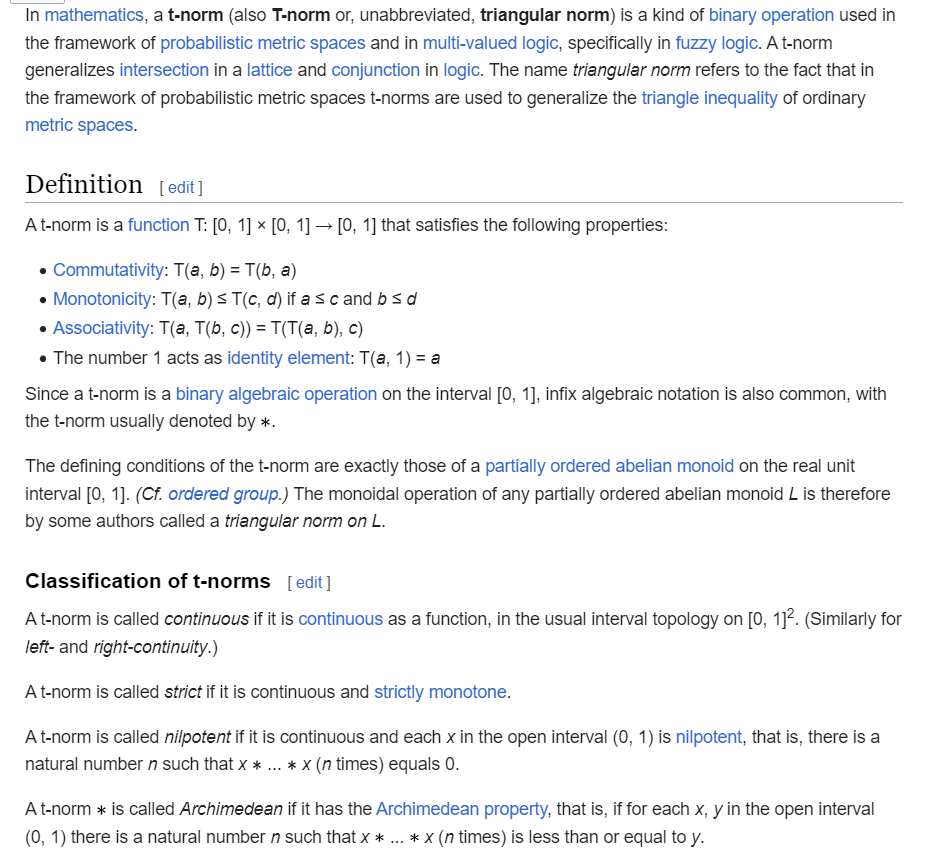 In mathematics, a t-norm (also T-norm or, unabbreviated, triangular norm) is a kind of binary operation used in
the framework of probabilistic metric spaces and in multi-valued logic, specifically in fuzzy logic. A t-norm
generalizes intersection in a lattice and conjunction in logic. The name triangular norm refers to the fact that in
the framework of probabilistic metric spaces t-norms are used to generalize the triangle inequality of ordinary
metric spaces.
Definition [ edit ]
A t-norm is a function T: [0, 1] × [0, 1] → [0, 1] that satisfies the following properties:
• Commutativity: T(a, b) = T(b, a)
• Monotonicity: T(a, b) ≤ T(c, d) if a ≤ c and b ≤ d
• Associativity: T(a, T(b, c)) = T(T(a, b), c)
• The number 1 acts as identity element: T(a, 1) = a
Since a t-norm is a binary algebraic operation on the interval [0, 1], infix algebraic notation is also common, with
the t-norm usually denoted by ∗.
The defining conditions of the t-norm are exactly those of a partially ordered abelian monoid on the real unit
interval [0, 1]. (Cf. ordered group.) The monoidal operation of any partially ordered abelian monoid L is therefore
by some authors called a triangular norm on L.
Classification of t-norms [ edit ]
A t-norm is called continuous if it is continuous as a function, in the usual interval topology on [0, 1]². (Similarly for
left- and right-continuity.)
A t-norm is called strict if it is continuous and strictly monotone.
A t-norm is called nilpotent if it is continuous and each x in the open interval (0, 1) is nilpotent, that is, there is a
natural number n such that x ∗ ... ∗ x (n times) equals 0.
A t-norm ∗ is called Archimedean if it has the Archimedean property, that is, if for each x, y in the open interval
(0, 1) there is a natural number n such that x ∗ ... ∗ x (n times) is less than or equal to y.